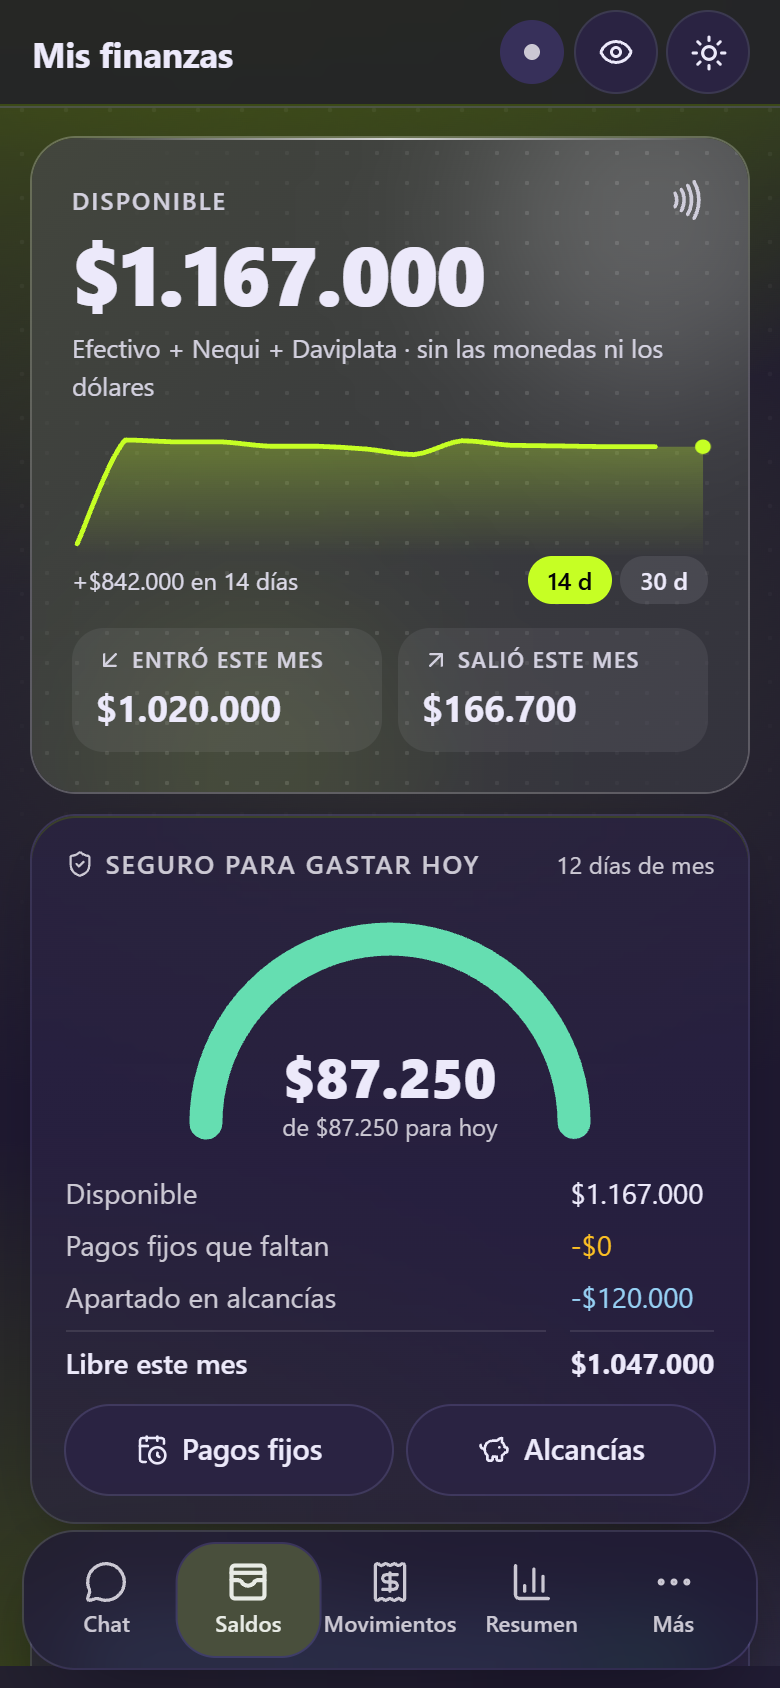 Mis finanzas
DISPONIBLE
$1.167.000
Efectivo + Nequi + Daviplata · sin las monedas ni los
dólares
+$842.000 en 14 días
14 d
30 d
ENTRÓ ESTE MES
$1.020.000
SALIÓ ESTE MES
$166.700
SEGURO PARA GASTAR HOY
12 días de mes
$87.250
de $87.250 para hoy
Disponible $1.167.000
Pagos fijos que faltan -$0
Apartado en alcancías -$120.000
Libre este mes $1.047.000
Pagos fijos
Alcancías
Chat
Saldos
Movimientos
Resumen
Más